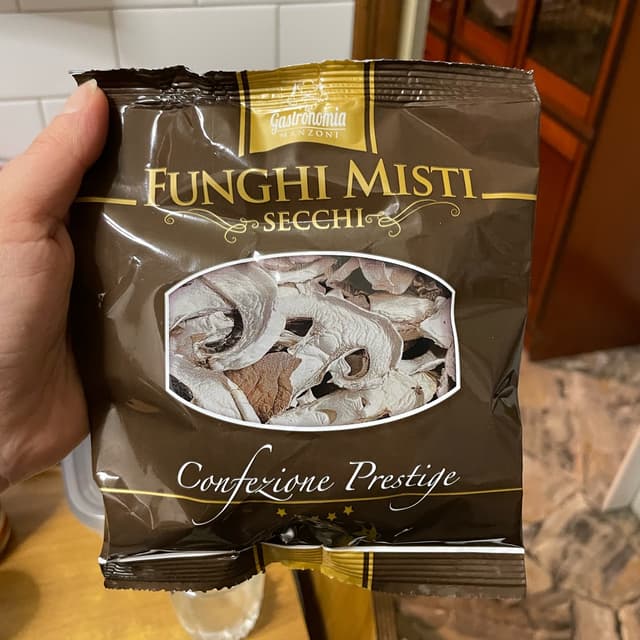 Gastronomia
MANZONI
FUNGHI MISTI
SECCHI
Confezione Prestige